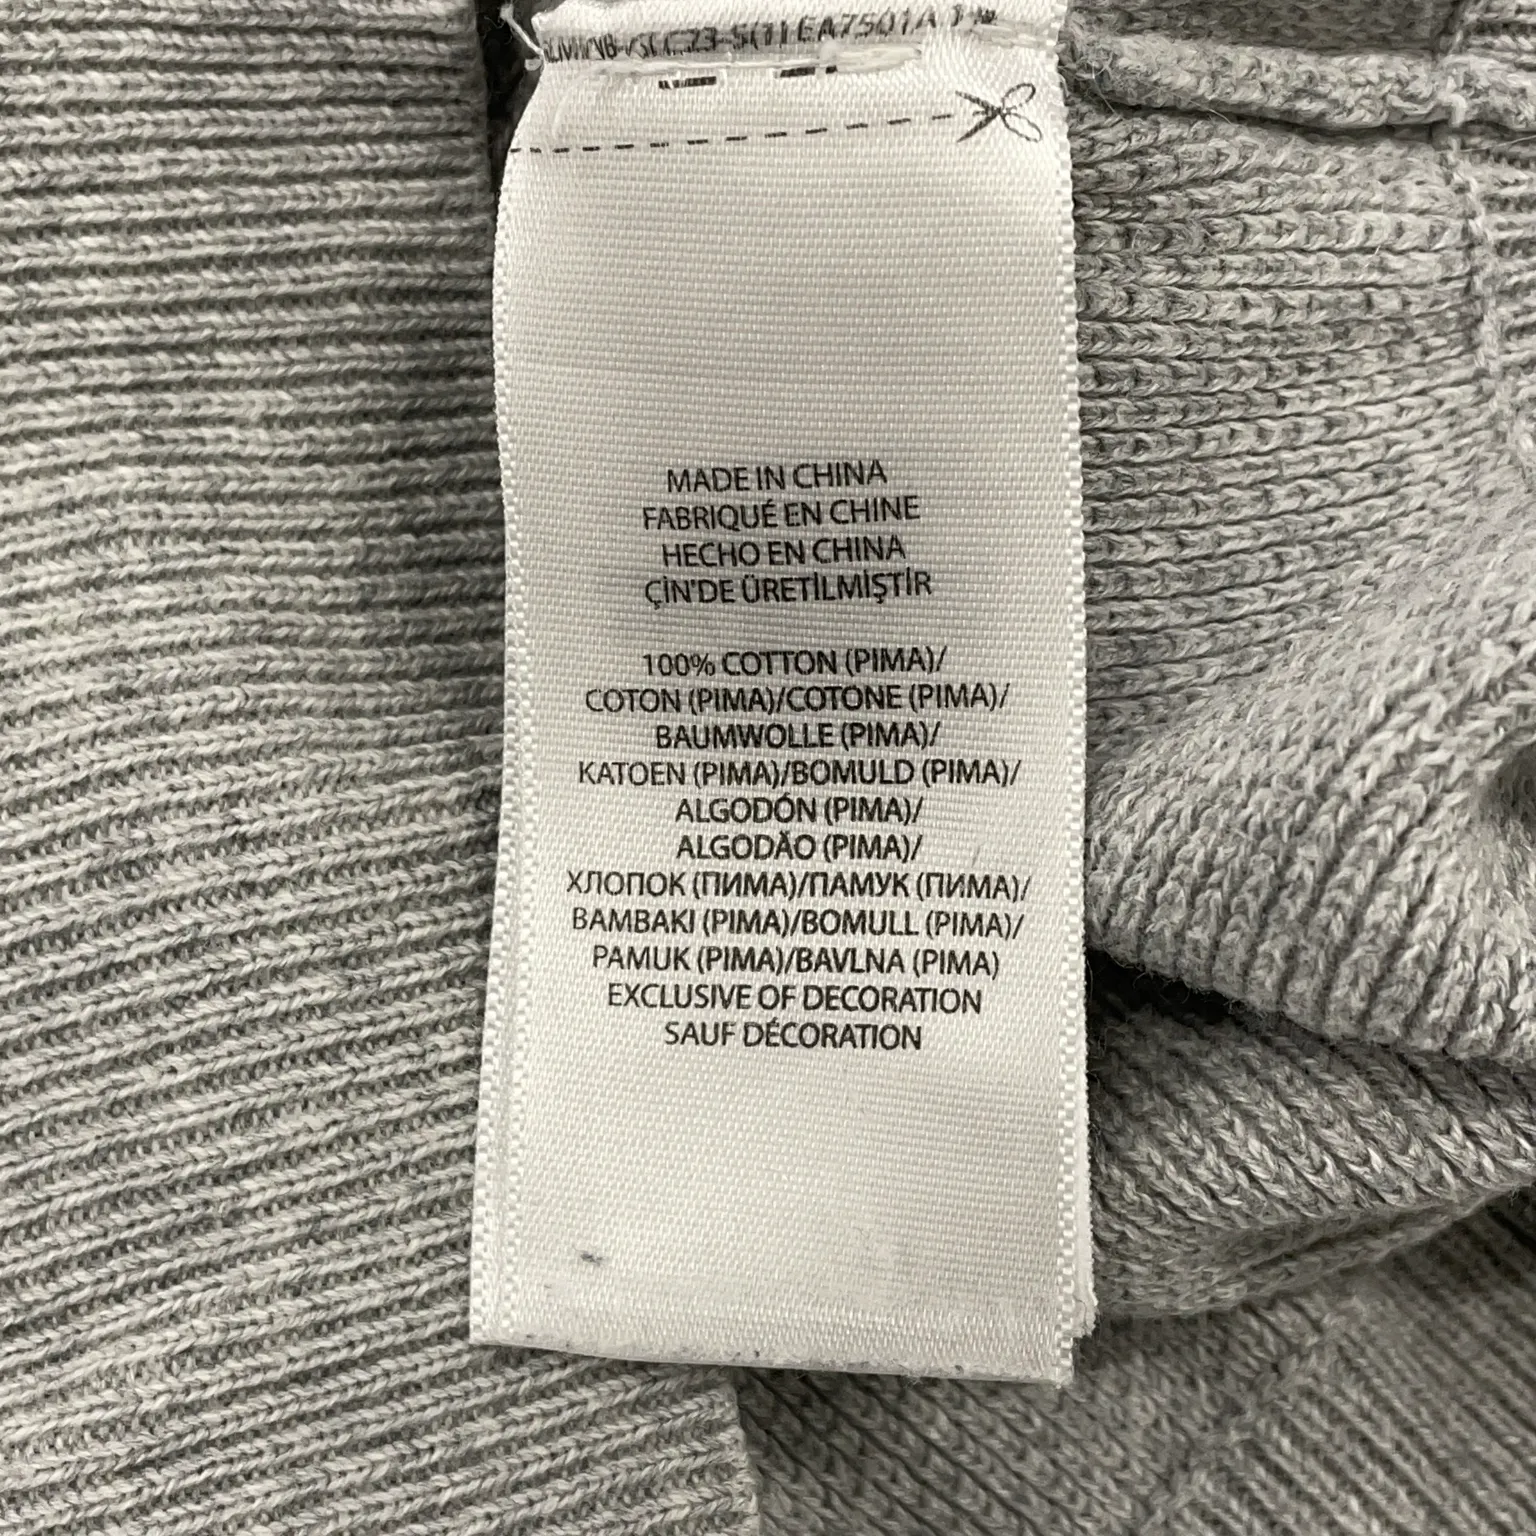 MADE IN CHINA
FABRIQUÉ EN CHINE
HECHO EN CHINA
ÇİN'DE ÜRETİLMİŞTİR
100% COTTON (PIMA)/
COTON (PIMA)/COTONE (PIMA)/
BAUMWOLLE (PIMA)/
KATOEN (PIMA)/BOMULD (PIMA)/
ALGODÓN (PIMA)/
ALGODÃO (PIMA)/
ХЛОПОК (ПИМА)/ПАМУК (ПИМА)/
BAMBAKI (PIMA)/BOMULL (PIMA)/
PAMUK (PIMA)/BAVLNA (PIMA)
EXCLUSIVE OF DECORATION
SAUF DÉCORATION